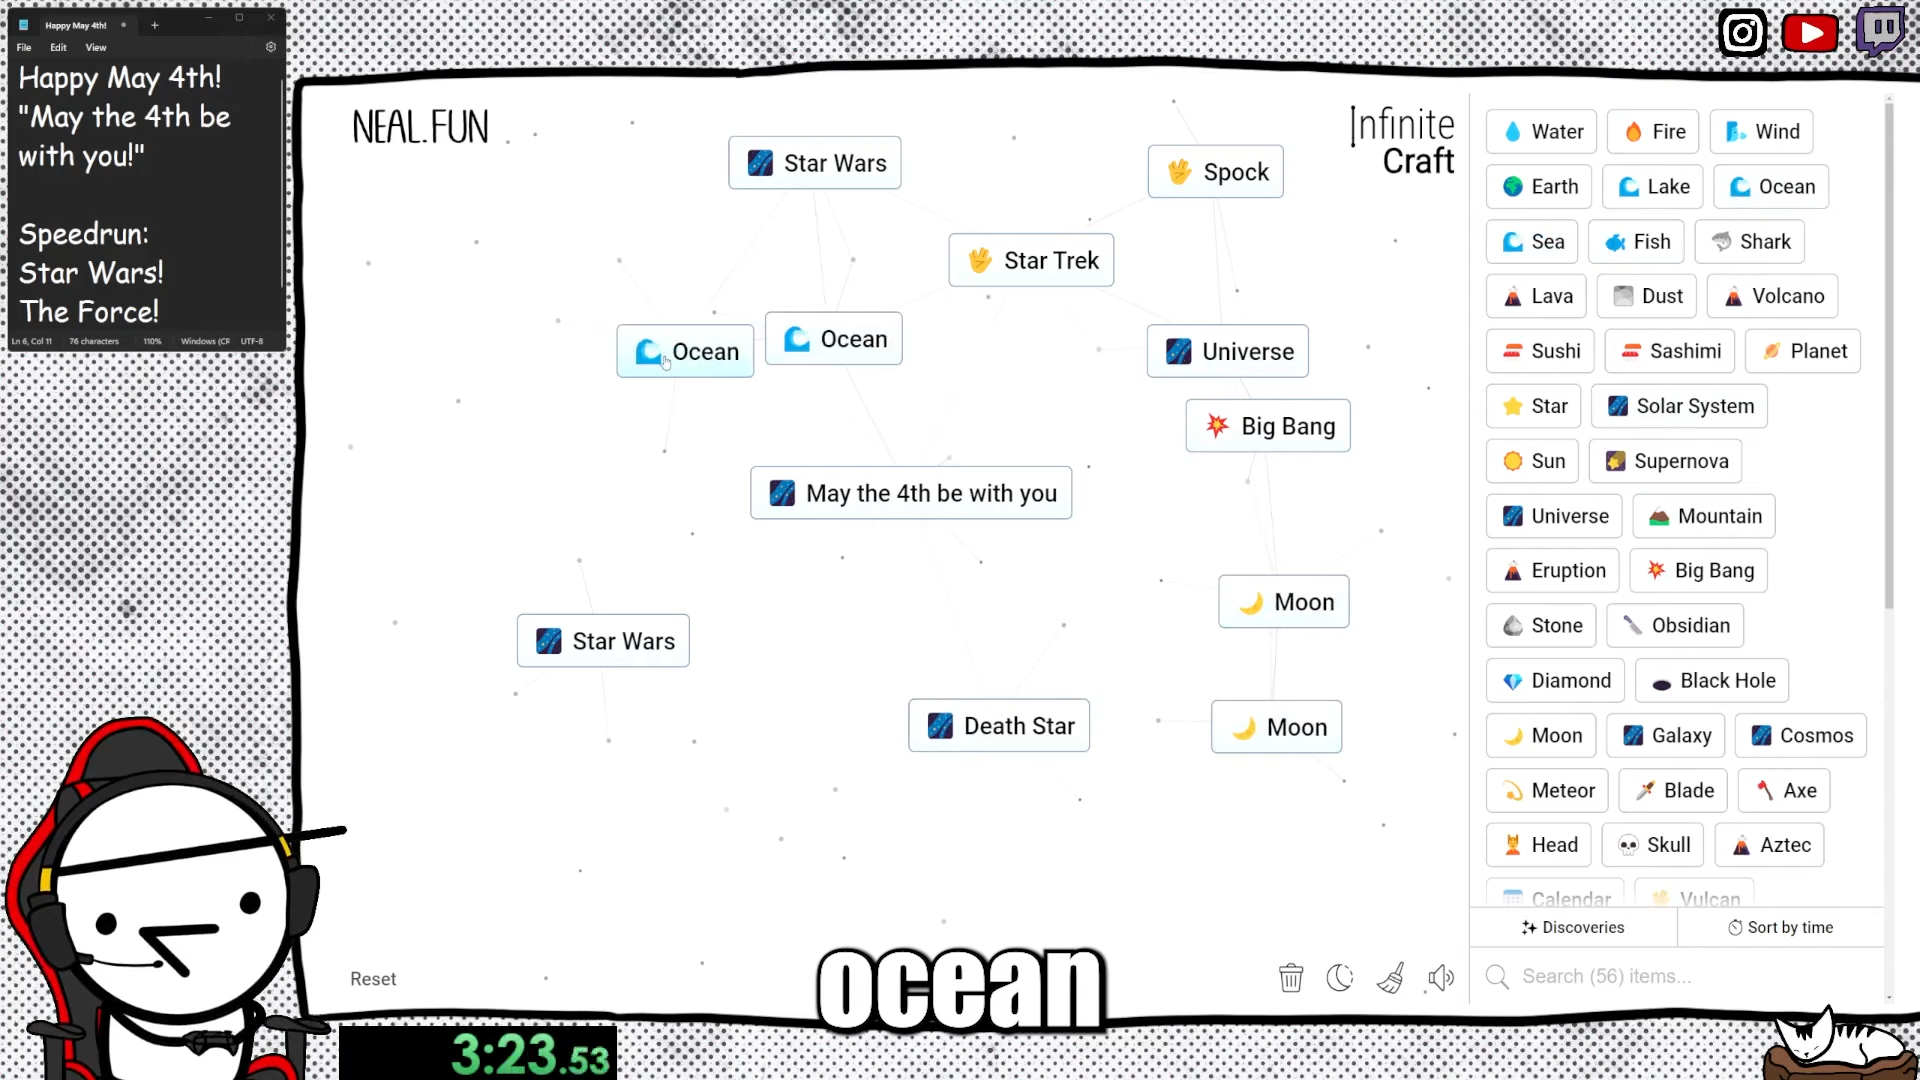 Happy May 4th!
File Edit View
Happy May 4th!
"May the 4th be
with you!"
Speedrun:
Star Wars!
The Force!
Ln 6, Col 11 76 characters 110% Windows (CR UTF-8
NEAL.FUN
Infinite
Craft
Star Wars
Spock
Star Trek
Ocean
Ocean
Universe
Big Bang
May the 4th be with you
Moon
Star Wars
Death Star
Moon
Reset
Water Fire Wind
Earth Lake Ocean
Sea Fish Shark
Lava Dust Volcano
Sushi Sashimi Planet
Star Solar System
Sun Supernova
Universe Mountain
Eruption Big Bang
Stone Obsidian
Diamond Black Hole
Moon Galaxy Cosmos
Meteor Blade Axe
Head Skull Aztec
Calendar Vulcan
Discoveries Sort by time
Search (56) items...
ocean
3:23.53